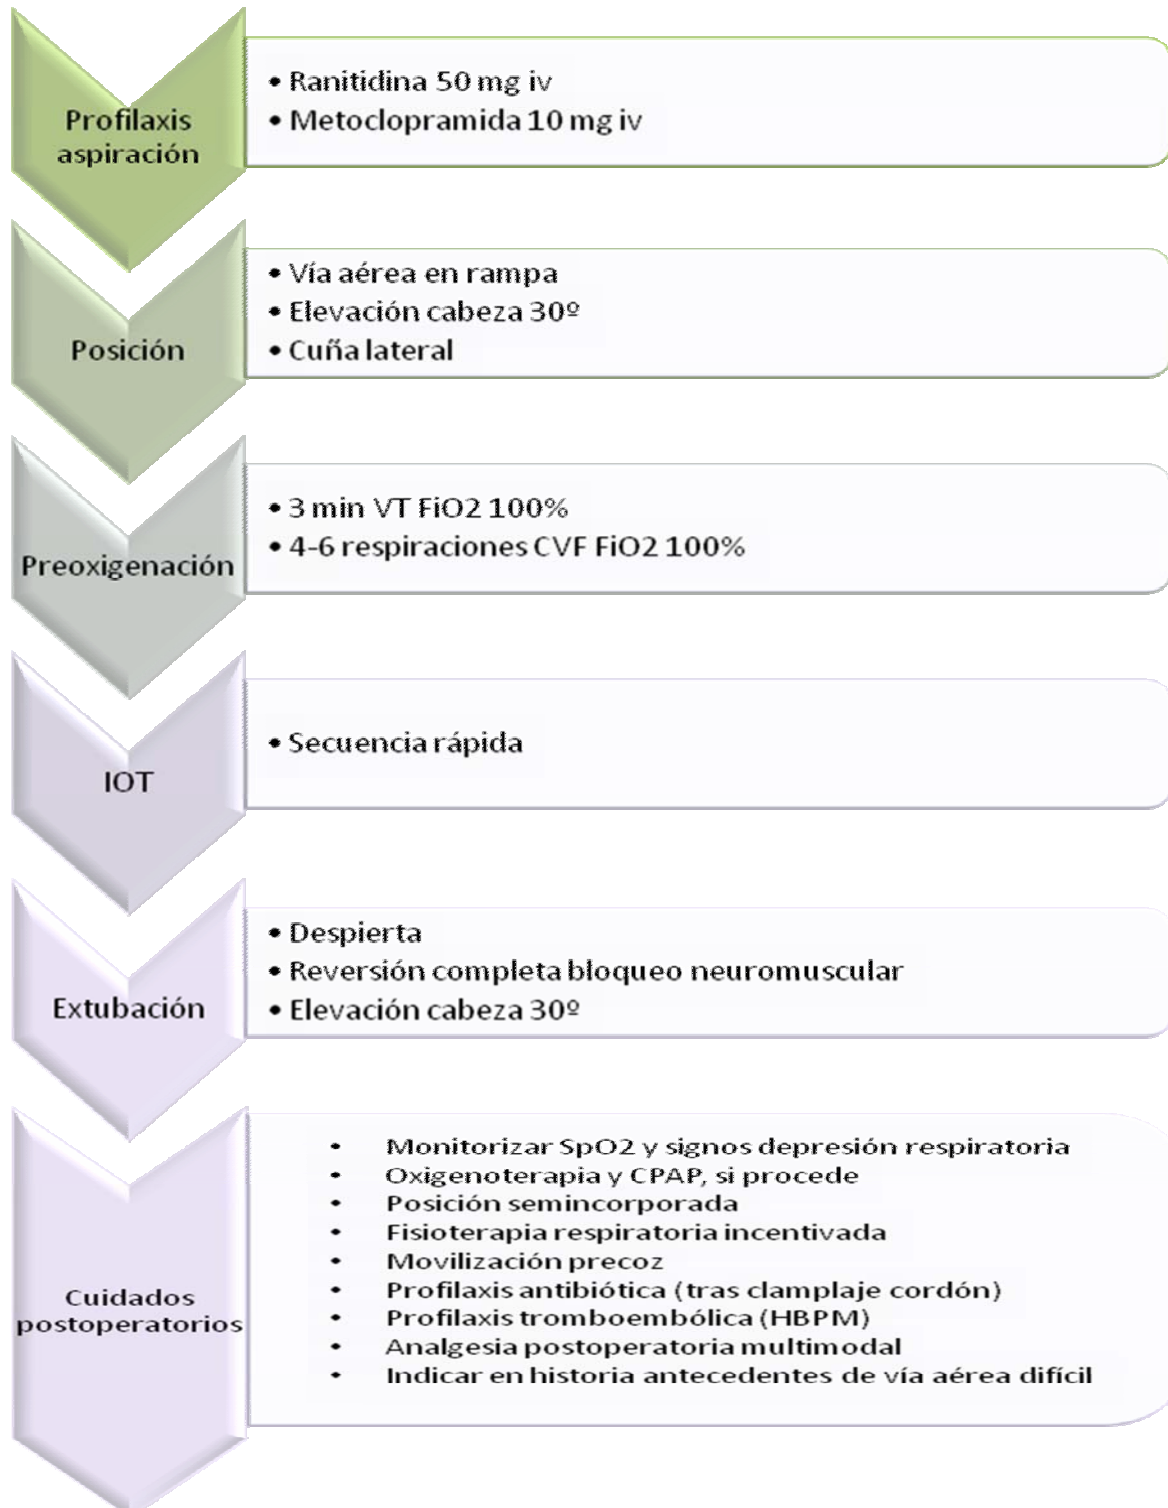 Profilaxis
aspiración
• Ranitidina 50 mg iv
• Metoclopramida 10 mg iv
Posición
• Vía aérea en rampa
• Elevación cabeza 30º
• Cuña lateral
Preoxigenación
• 3 min VT FiO2 100%
• 4-6 respiraciones CVF FiO2 100%
IOT
• Secuencia rápida
Extubación
• Despierta
• Reversión completa bloqueo neuromuscular
• Elevación cabeza 30º
Cuidados
postoperatorios
• Monitorizar SpO2 y signos depresión respiratoria
• Oxigenoterapia y CPAP, si procede
• Posición semincorporada
• Fisioterapia respiratoria incentivada
• Movilización precoz
• Profilaxis antibiótica (tras clamplaje cordón)
• Profilaxis tromboembólica (HBPM)
• Analgesia postoperatoria multimodal
• Indicar en historia antecedentes de vía aérea difícil